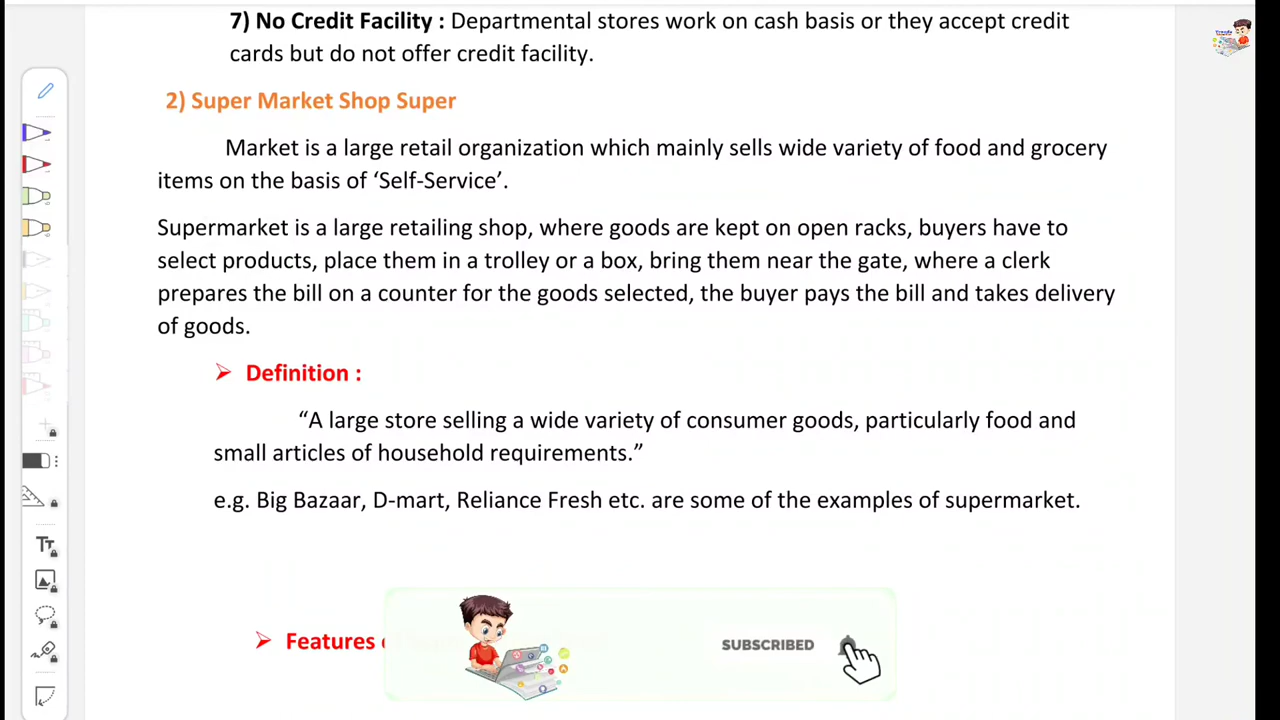 7) No Credit Facility : Departmental stores work on cash basis or they accept credit
cards but do not offer credit facility.
2) Super Market Shop Super
Market is a large retail organization which mainly sells wide variety of food and grocery
items on the basis of ‘Self-Service’.
Supermarket is a large retailing shop, where goods are kept on open racks, buyers have to
select products, place them in a trolley or a box, bring them near the gate, where a clerk
prepares the bill on a counter for the goods selected, the buyer pays the bill and takes delivery
of goods.
Definition :
“A large store selling a wide variety of consumer goods, particularly food and
small articles of household requirements.”
e.g. Big Bazaar, D-mart, Reliance Fresh etc. are some of the examples of supermarket.
Features
SUBSCRIBED